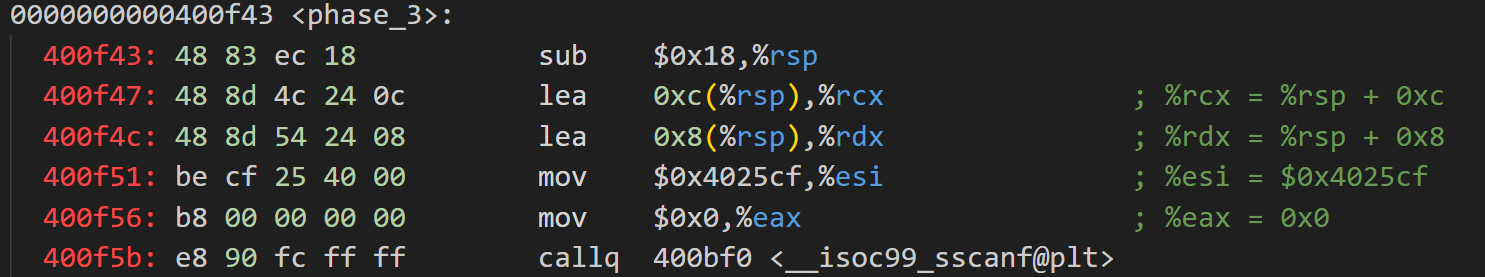 0000000000400f43 <phase_3>:
400f43: 48 83 ec 18 sub $0x18,%rsp
400f47: 48 8d 4c 24 0c lea 0xc(%rsp),%rcx ; %rcx = %rsp + 0xc
400f4c: 48 8d 54 24 08 lea 0x8(%rsp),%rdx ; %rdx = %rsp + 0x8
400f51: be cf 25 40 00 mov $0x4025cf,%esi ; %esi = $0x4025cf
400f56: b8 00 00 00 00 mov $0x0,%eax ; %eax = 0x0
400f5b: e8 90 fc ff ff callq 400bf0 <__isoc99_sscanf@plt>